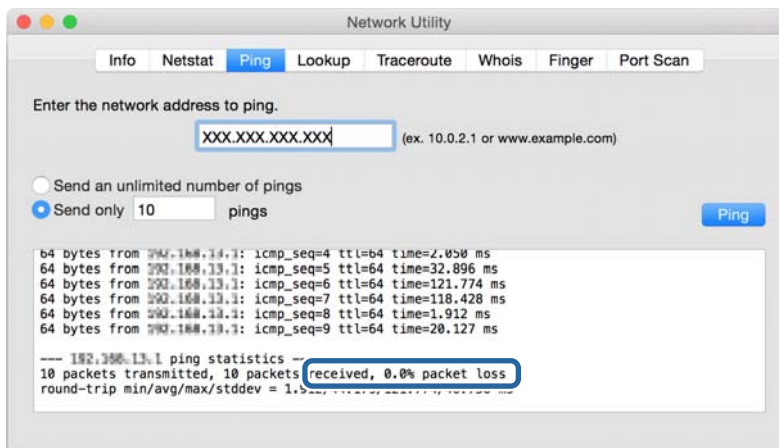 Network Utility
Info Netstat Ping Lookup Traceroute Whois Finger Port Scan
Enter the network address to ping.
XXX.XXX.XXX.XXX (ex. 10.0.2.1 or www.example.com)
Send an unlimited number of pings
Send only 10 pings
Ping
64 bytes from : icmp_seq=4 ttl=64 time=2.050 ms
64 bytes from : icmp_seq=5 ttl=64 time=32.896 ms
64 bytes from : icmp_seq=6 ttl=64 time=121.774 ms
64 bytes from : icmp_seq=7 ttl=64 time=118.428 ms
64 bytes from : icmp_seq=8 ttl=64 time=1.912 ms
64 bytes from : icmp_seq=9 ttl=64 time=20.127 ms
--- ping statistics --
10 packets transmitted, 10 packets received, 0.0% packet loss
round-trip min/avg/max/stddev = ms